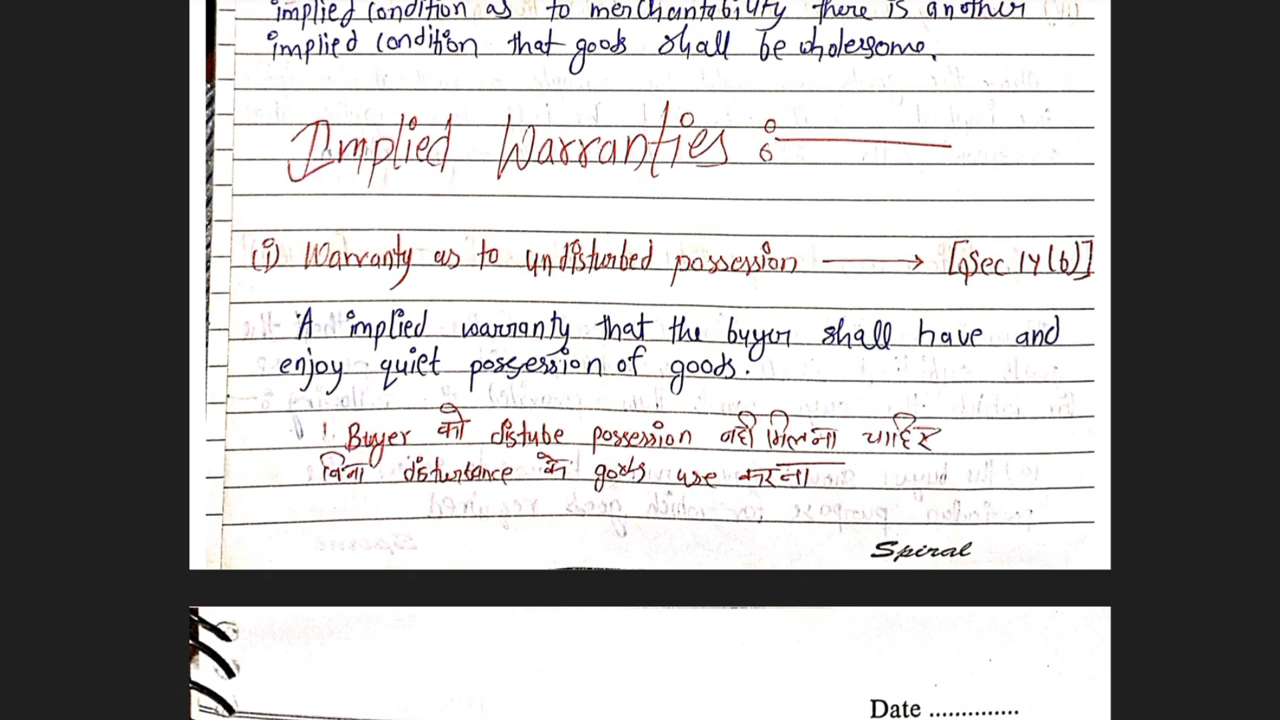 implied condition as to merchantability there is another
implied condition that goods shall be wholesome.
Implied Warranties :
(i) Warranty as to undisturbed possession → [Sec. 14(b)]
A implied warranty that the buyer shall have and
enjoy quiet possession of goods.
Buyer को distube possession नही मिलना चाहिए
बिना disturbance के goods use करना
Spiral
Date ..............